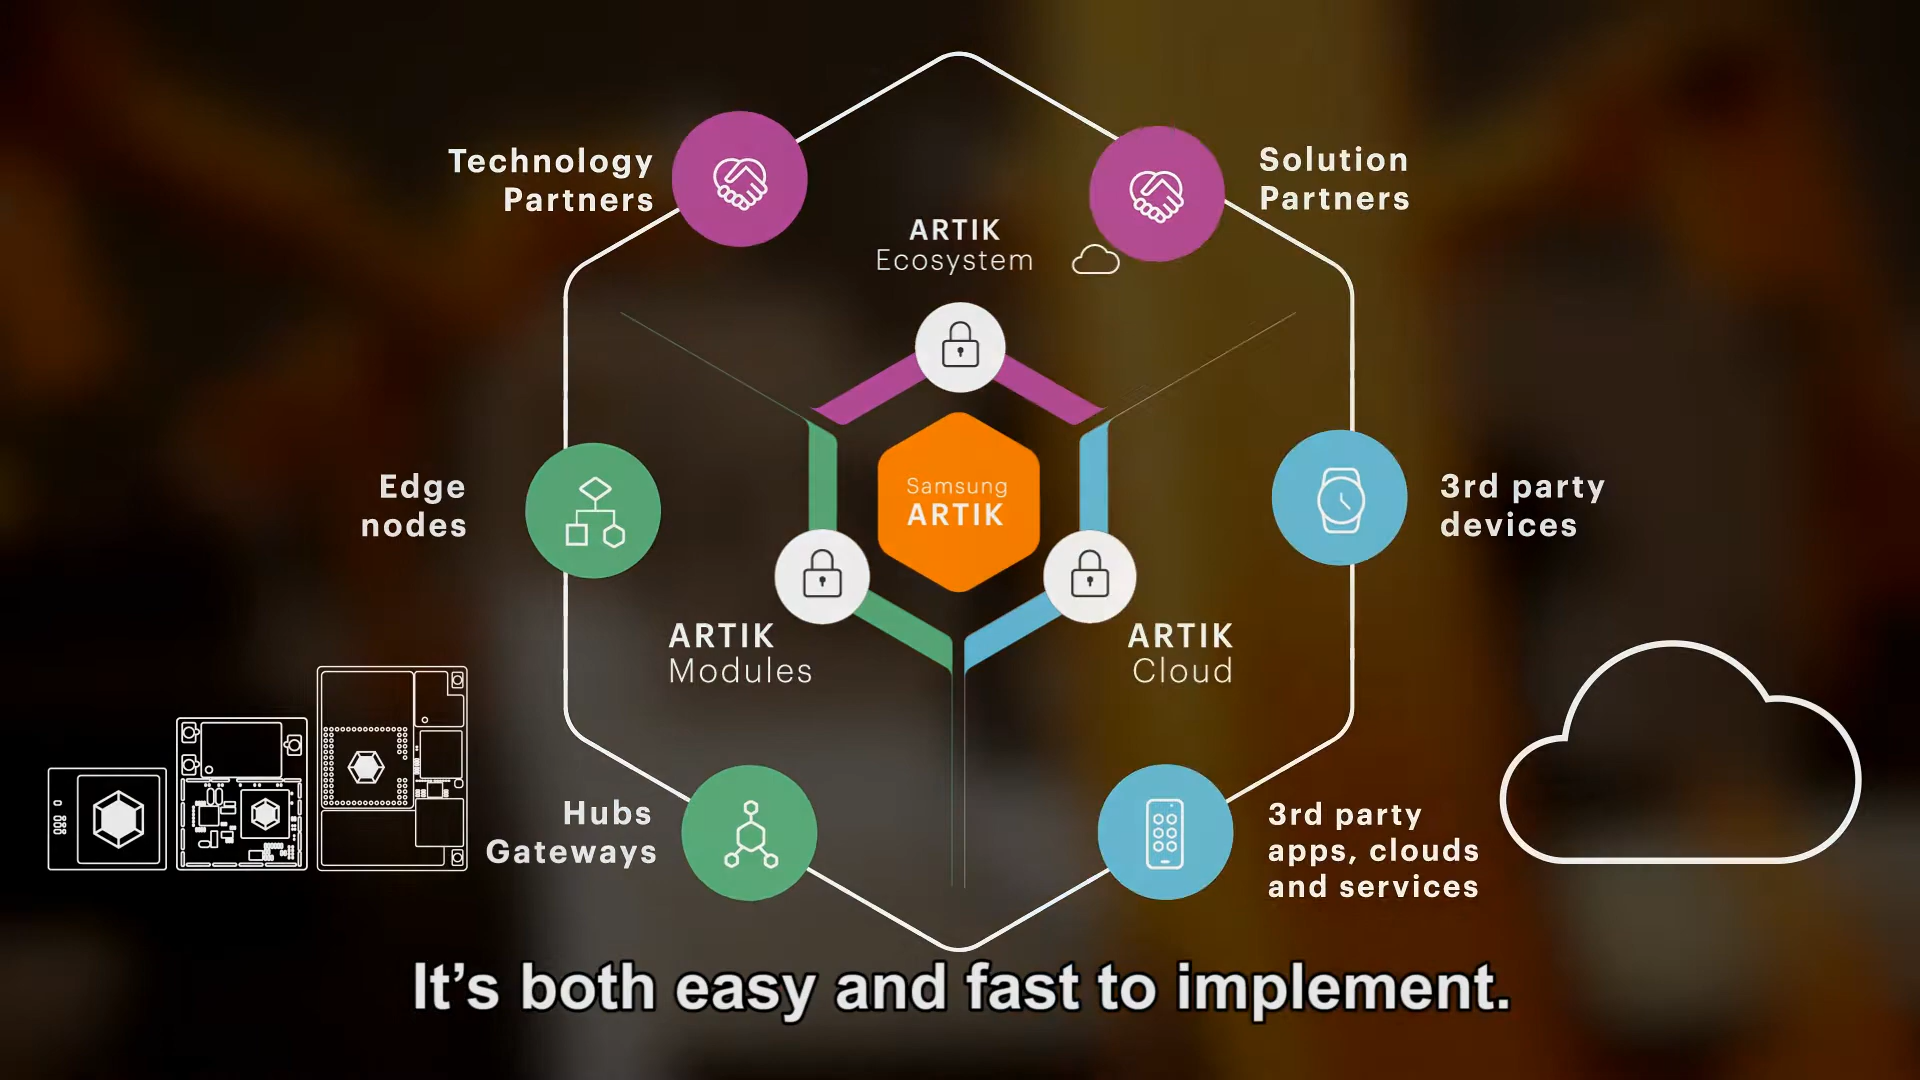 Technology
Partners
Solution
Partners
ARTIK
Ecosystem
Edge
nodes
Samsung
ARTIK
3rd party
devices
ARTIK
Modules
ARTIK
Cloud
Hubs
Gateways
3rd party
apps, clouds
and services
It’s both easy and fast to implement.